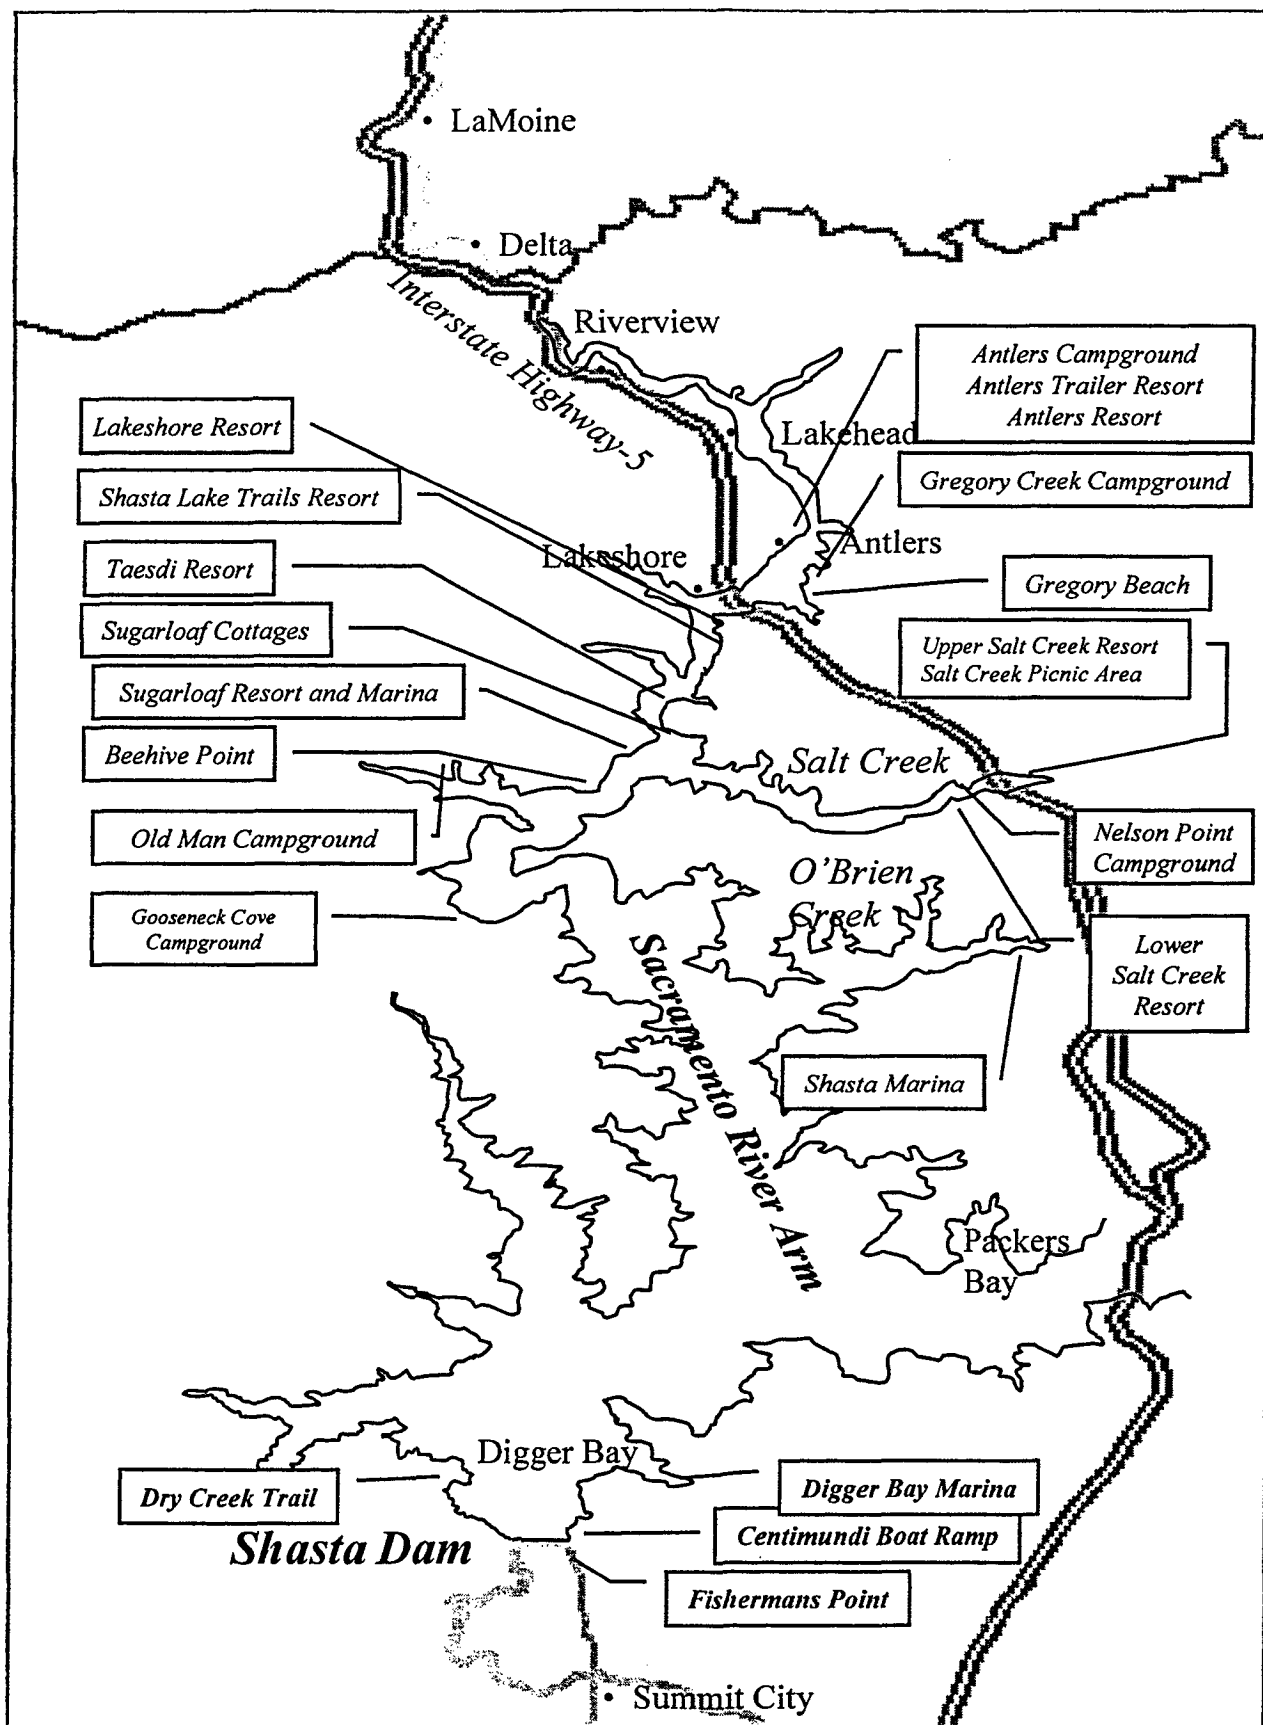 LaMoine
Delta
Interstate Highway-5
Riverview
Antlers Campground
Antlers Trailer Resort
Antlers Resort
Lakeshore Resort
Lakehead
Gregory Creek Campground
Shasta Lake Trails Resort
Antlers
Lakeshore
Taesdi Resort
Gregory Beach
Sugarloaf Cottages
Upper Salt Creek Resort
Salt Creek Picnic Area
Sugarloaf Resort and Marina
Beehive Point
Salt Creek
Old Man Campground
Nelson Point
Campground
O'Brien
Creek
Gooseneck Cove
Campground
Lower
Salt Creek
Resort
Sacramento River Arm
Shasta Marina
Packers
Bay
Digger Bay
Dry Creek Trail
Digger Bay Marina
Centimundi Boat Ramp
Shasta Dam
Fishermans Point
Summit City